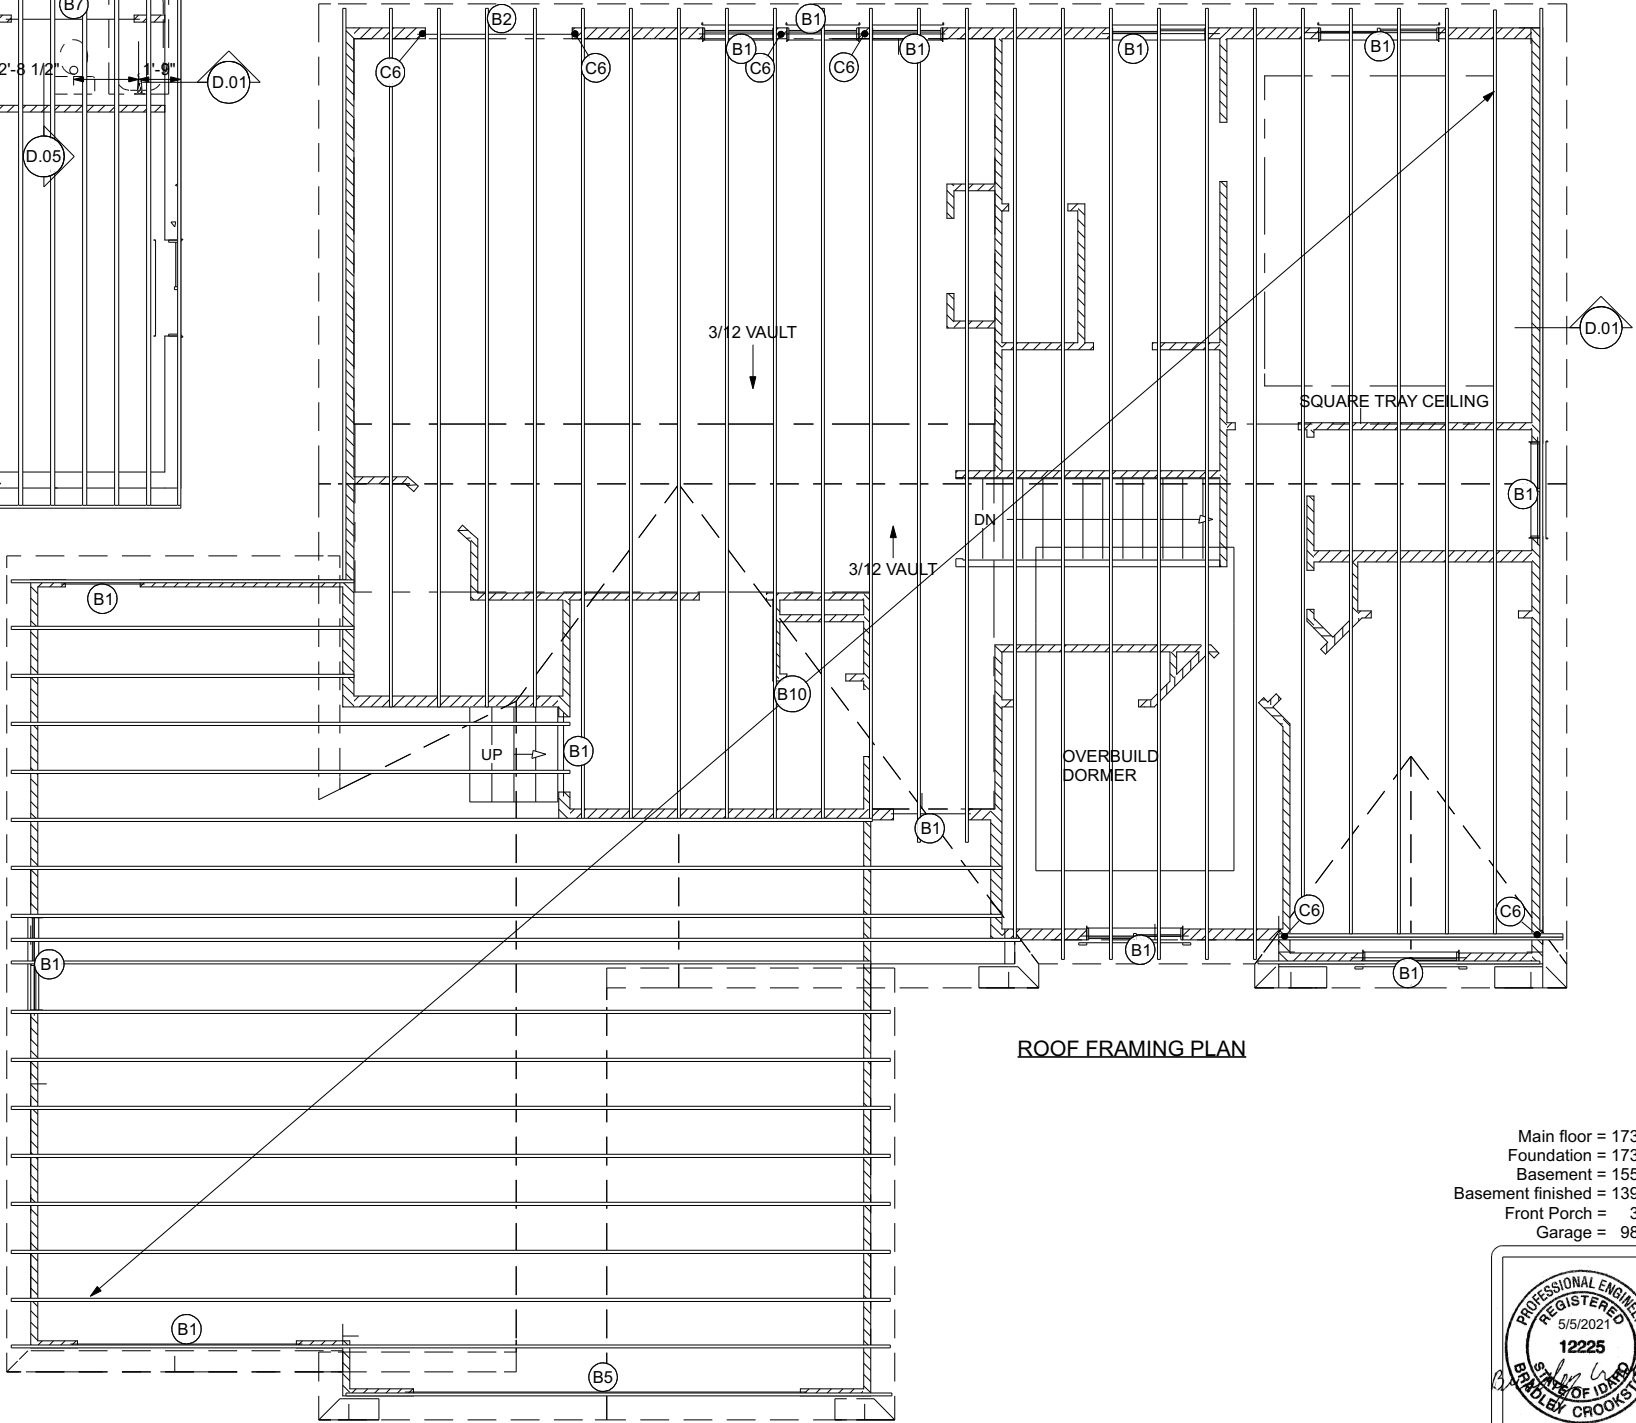 B7
B2
B1
B1
B1
B1
B1
C6
C6
C6
C6
2'-8 1/2"
1'-9"
D.01
D.05
3/12 VAULT
D.01
SQUARE TRAY CEILING
B1
DN
3/12 VAULT
B1
B10
UP
B1
OVERBUILD
DORMER
B1
C6
C6
B1
B1
B1
ROOF FRAMING PLAN
Main floor = 173
Foundation = 173
Basement = 155
Basement finished = 139
Front Porch = 3
Garage = 98
PROFESSIONAL ENGINE
REGISTERED
5/5/2021
12225
STATE OF IDAHO
BRADLEY CROOKST
B1
B5